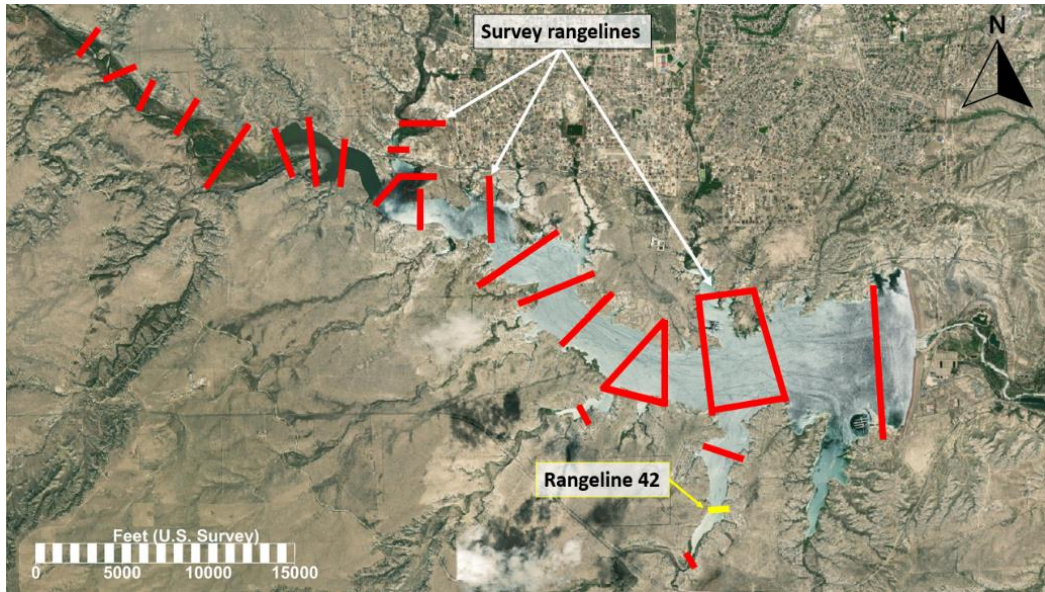 Survey rangelines
N
Rangeline 42
Feet (U.S. Survey)
0 5000 10000 15000